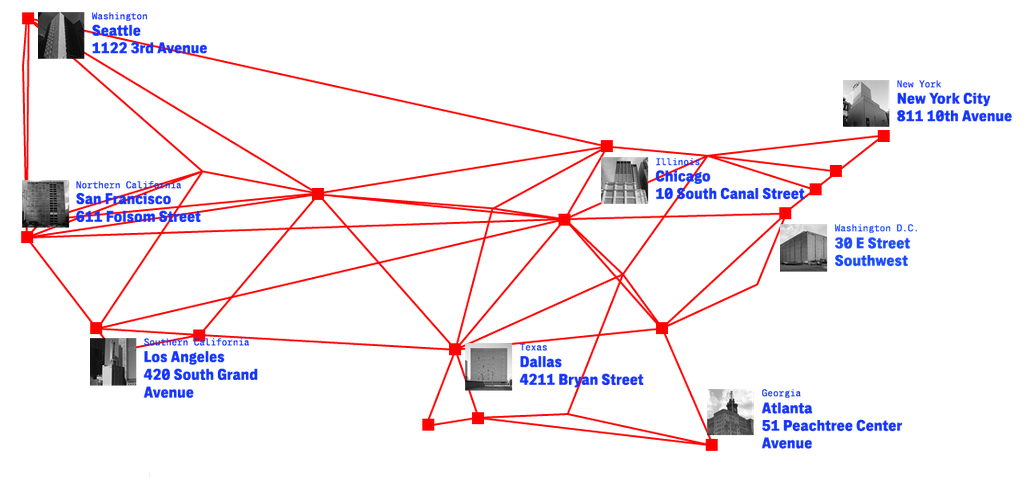 Washington
Seattle
1122 3rd Avenue
New York
New York City
811 10th Avenue
Illinois
Chicago
10 South Canal Street
Northern California
San Francisco
611 Folsom Street
Washington D.C.
30 E Street
Southwest
Southern California
Los Angeles
420 South Grand
Avenue
Texas
Dallas
4211 Bryan Street
Georgia
Atlanta
51 Peachtree Center
Avenue